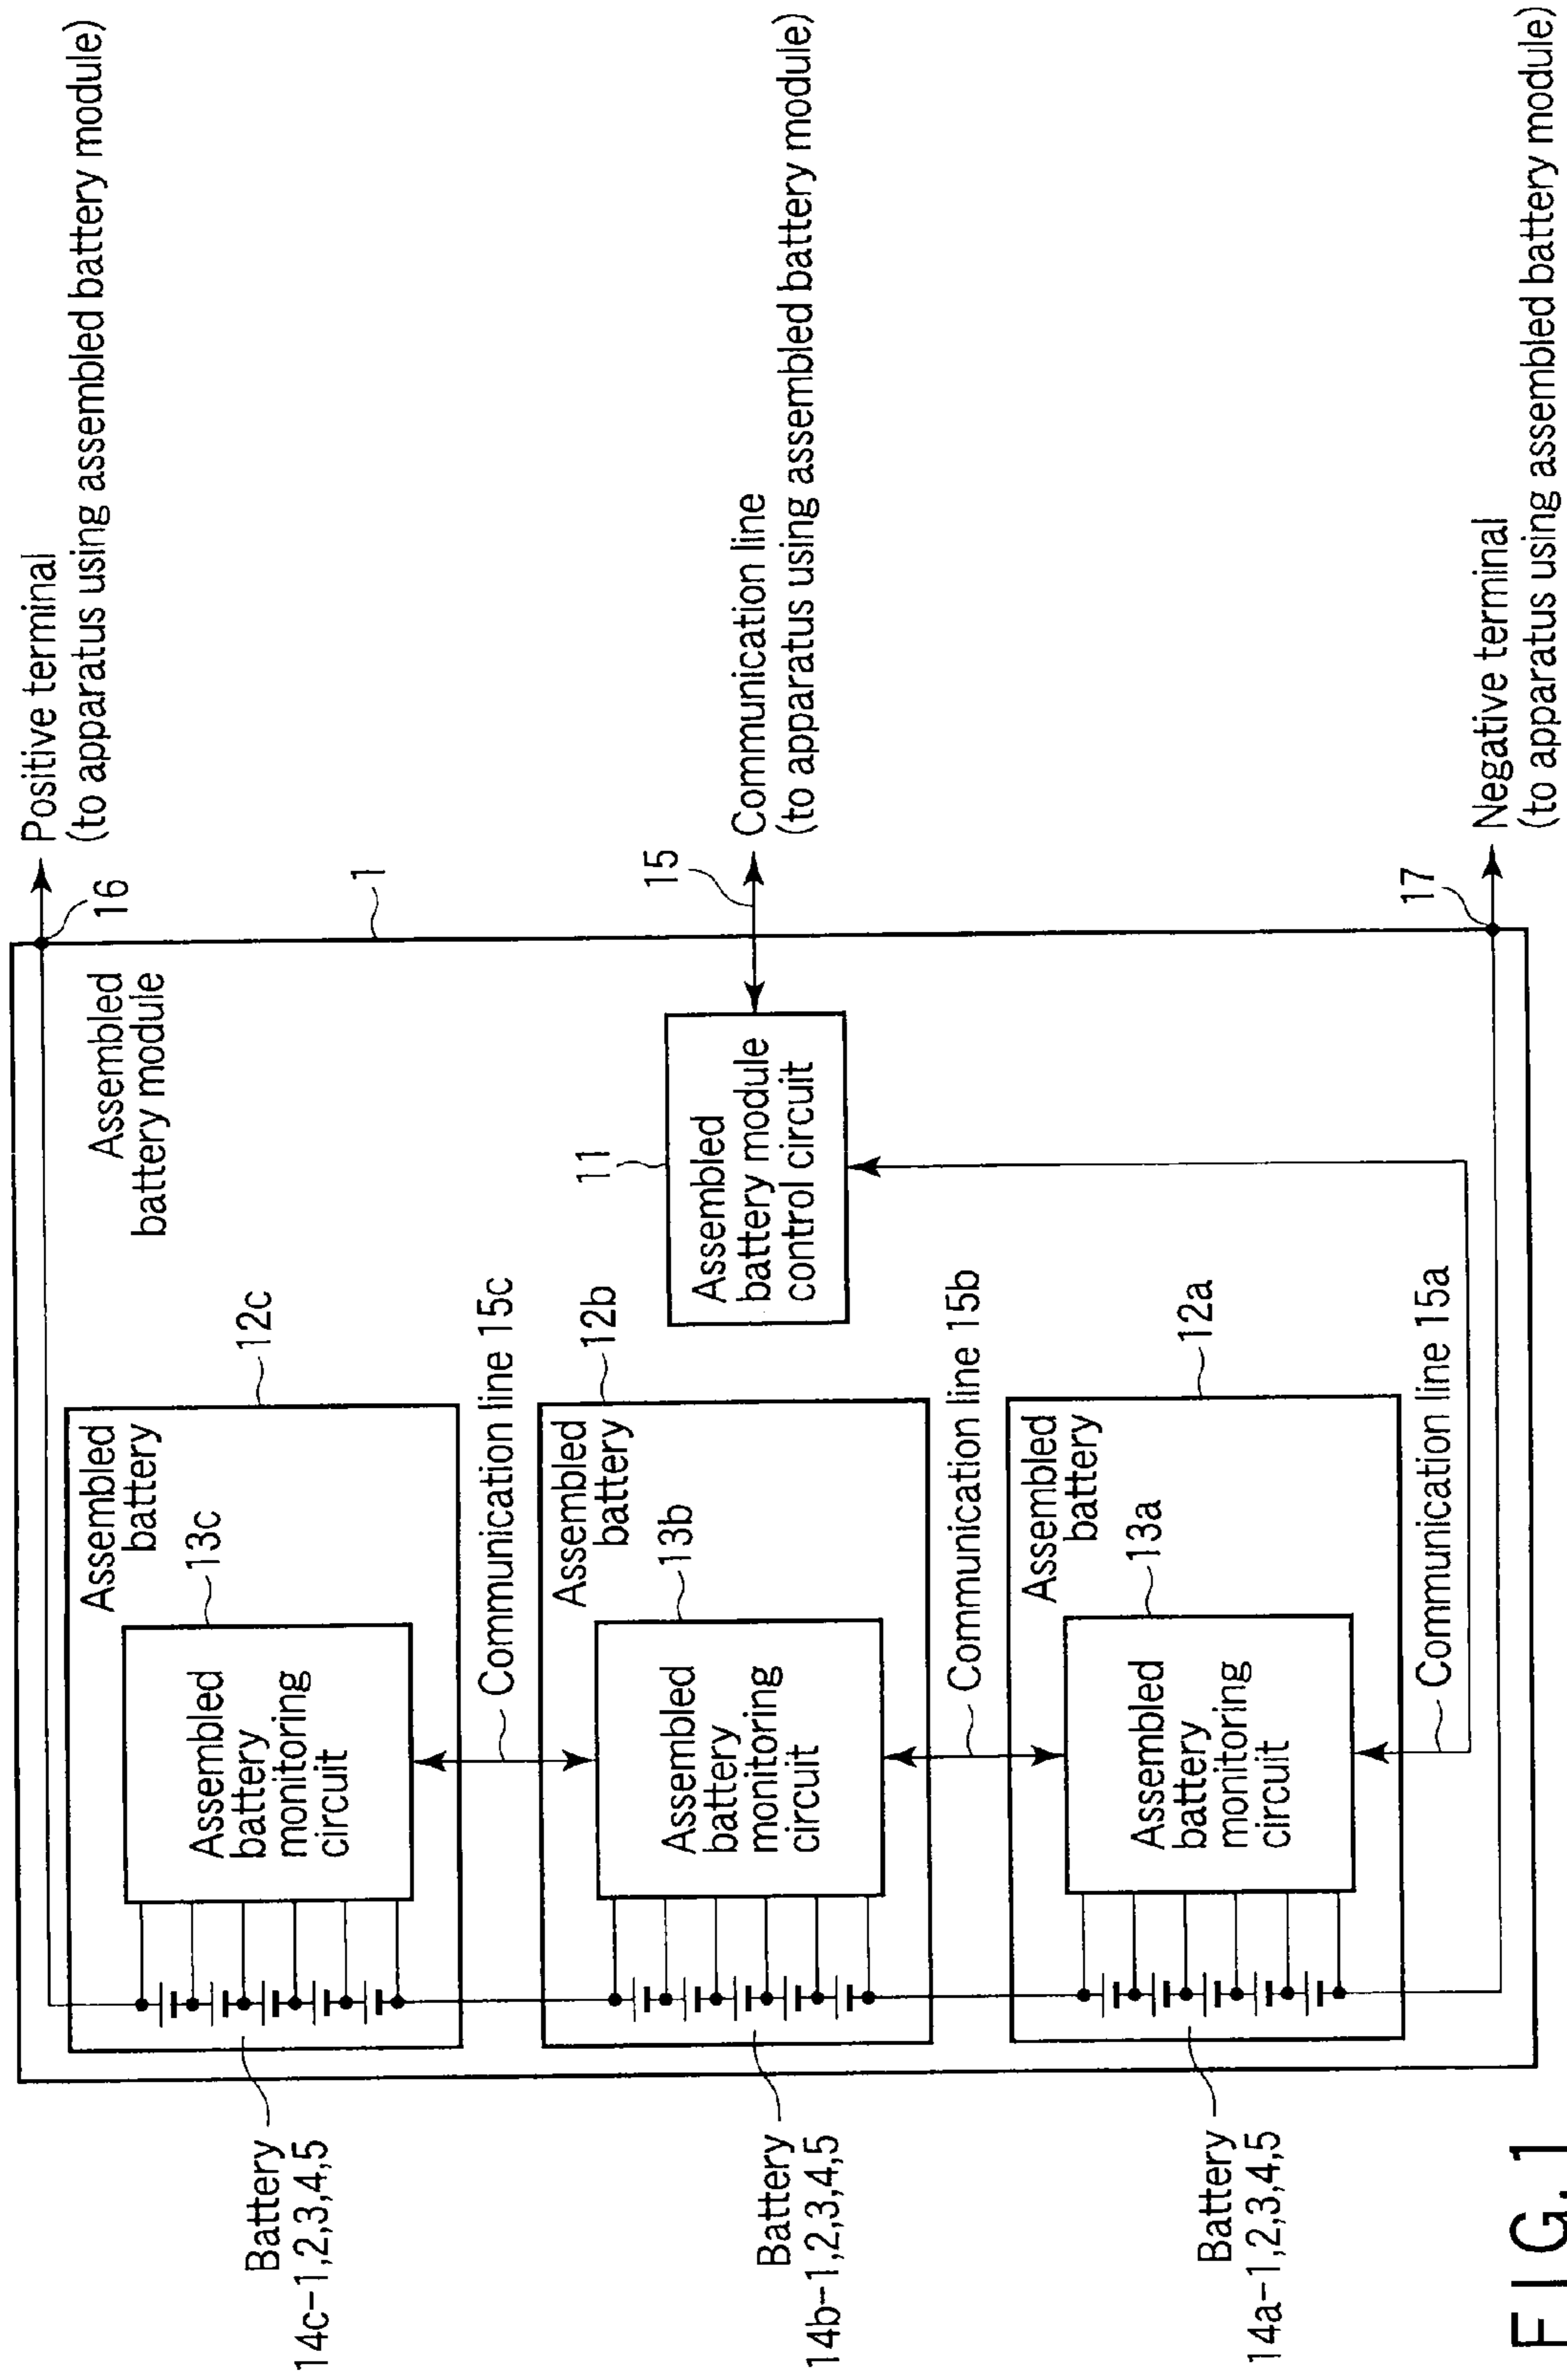 Positive terminal
(to apparatus using assembled battery module)
16
1
Assembled
battery module
12c
Assembled
battery
13c
Assembled
battery
monitoring
circuit
Battery
14c-1,2,3,4,5
Communication line 15c
15
Communication line
(to apparatus using assembled battery module)
11
Assembled
battery module
control circuit
12b
Assembled
battery
13b
Assembled
battery
monitoring
circuit
Battery
14b-1,2,3,4,5
Communication line 15b
12a
Assembled
battery
13a
Assembled
battery
monitoring
circuit
Battery
14a-1,2,3,4,5
Communication line 15a
17
Negative terminal
(to apparatus using assembled battery module)
FIG. 1